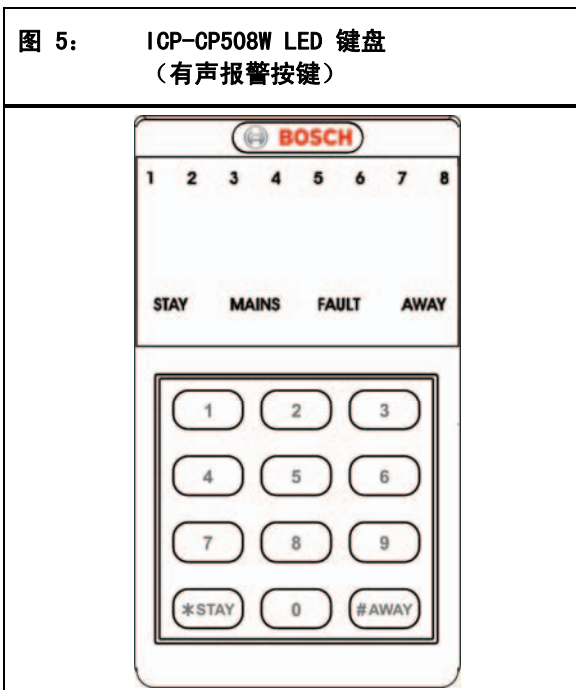 图 5： ICP-CP508W LED 键盘
（有声报警按键）
BOSCH
1 2 3 4 5 6 7 8
STAY MAINS FAULT AWAY
1 2 3
4 5 6
7 8 9
*STAY 0 #AWAY